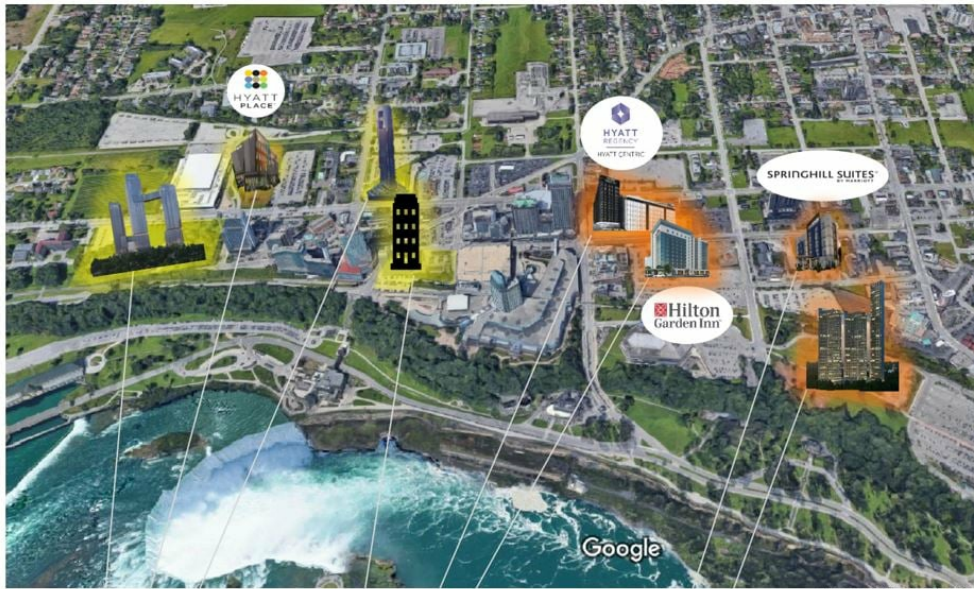 HYATT
PLACE
HYATT
REGENCY
HYATT CENTRIC
SPRINGHILL SUITES
BY MARRIOTT
Hilton
Garden Inn
Google